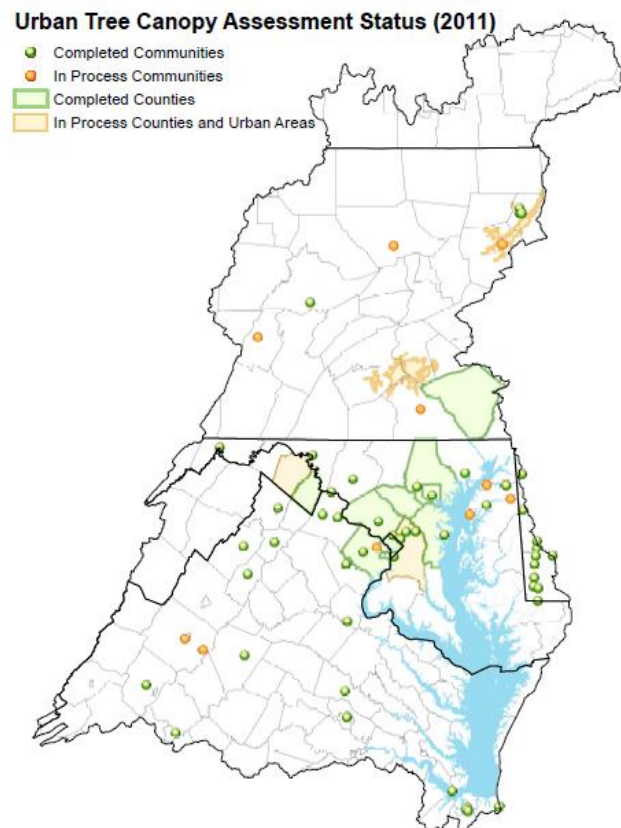 Urban Tree Canopy Assessment Status (2011)
Completed Communities
In Process Communities
Completed Counties
In Process Counties and Urban Areas